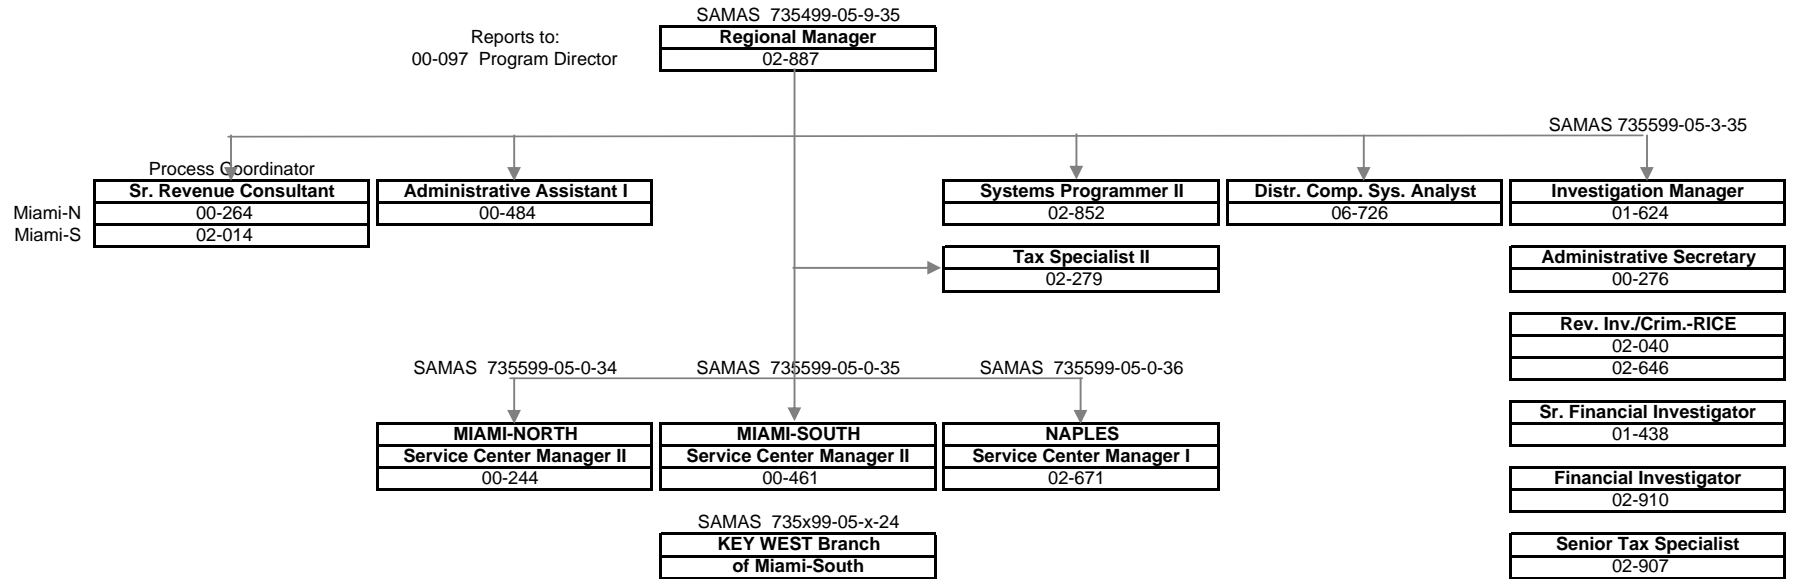 SAMAS  735499-05-9-35
Reports to:
00-097  Program Director
Regional Manager
02-887
SAMAS 735599-05-3-35
Process Coordinator
Sr. Revenue Consultant
Miami-N
00-264
Miami-S
02-014
Administrative Assistant I
00-484
Systems Programmer II
02-852
Distr. Comp. Sys. Analyst
06-726
Investigation Manager
01-624
Tax Specialist II
02-279
Administrative Secretary
00-276
Rev. Inv./Crim.-RICE
02-040
02-646
Sr. Financial Investigator
01-438
Financial Investigator
02-910
Senior Tax Specialist
02-907
SAMAS  735599-05-0-34
MIAMI-NORTH
Service Center Manager II
00-244
SAMAS  735599-05-0-35
MIAMI-SOUTH
Service Center Manager II
00-461
SAMAS  735599-05-0-36
NAPLES
Service Center Manager I
02-671
SAMAS  735x99-05-x-24
KEY WEST Branch
of Miami-South